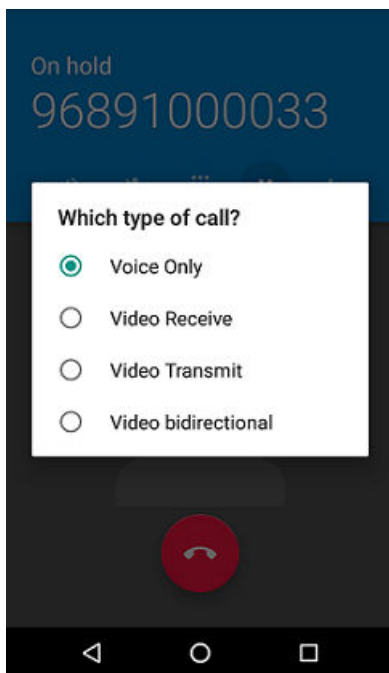 On hold
96891000033
Which type of call?
Voice Only
Video Receive
Video Transmit
Video bidirectional